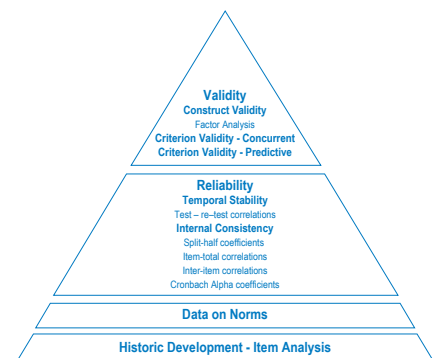 Validity
Construct Validity
Factor Analysis
Criterion Validity - Concurrent
Criterion Validity - Predictive
Reliability
Temporal Stability
Test – re–test correlations
Internal Consistency
Split-half coefficients
Item-total correlations
Inter-item correlations
Cronbach Alpha coefficients
Data on Norms
Historic Development - Item Analysis